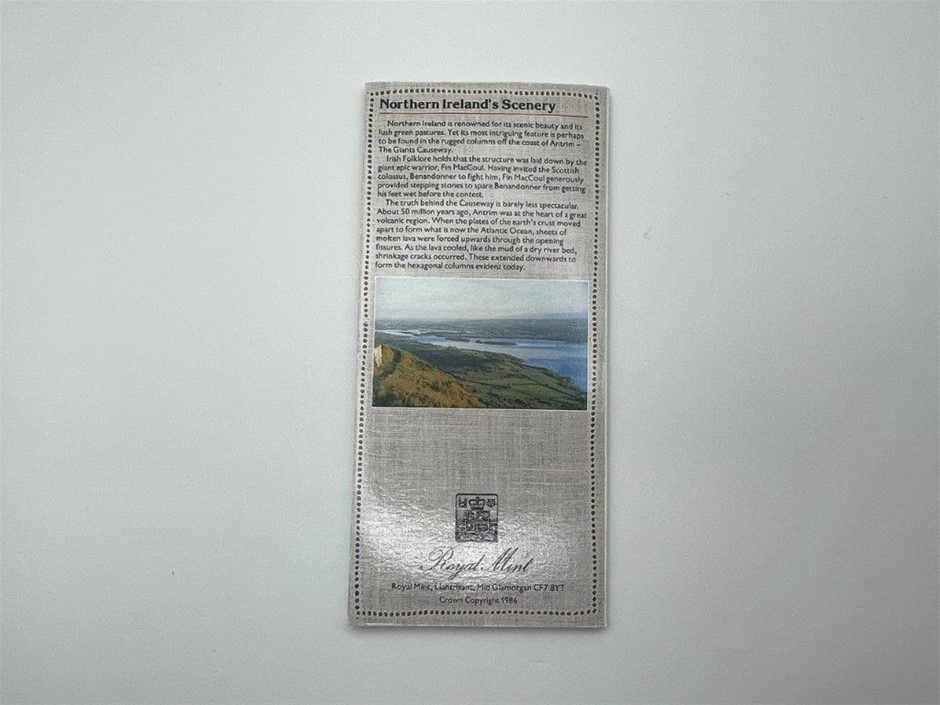 Northern Ireland's Scenery
Northern Ireland is renowned for its scenic beauty and its
lush green pastures. Yet its most intriguing feature is perhaps
to be found in the rugged columns off the coast of Antrim –
The Giants Causeway.
Irish Folklore holds that the structure was laid down by the
giant epic warrior, Fin MacCoul. Having invited the Scottish
colossus, Benandonner to fight him, Fin MacCoul generously
provided stepping stones to spare Benandonner from getting
his feet wet before the contest.
The truth behind the Causeway is barely less spectacular.
About 50 million years ago, Antrim was at the heart of a great
volcanic region. When the plates of the earth's crust moved
apart to form what is now the Atlantic Ocean, sheets of
molten lava were forced upwards through the opening
fissures. As the lava cooled, like the mud of a dry river bed,
shrinkage cracks occurred. These extended downwards to
form the hexagonal columns evident today.
Royal Mint
Royal Mint, Llantrisant, Mid Glamorgan CF7 8YT
Crown Copyright 1986